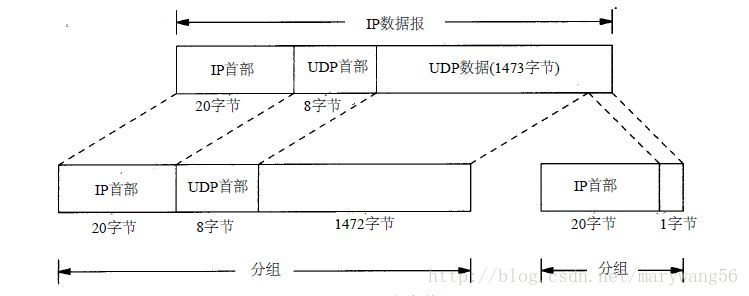 IP数据报
IP首部 UDP首部 UDP数据(1473字节)
20字节 8字节
IP首部 UDP首部 IP首部
20字节 8字节 1472字节 20字节 1字节
分组 分组
http://blog.csdn.net/marywang56